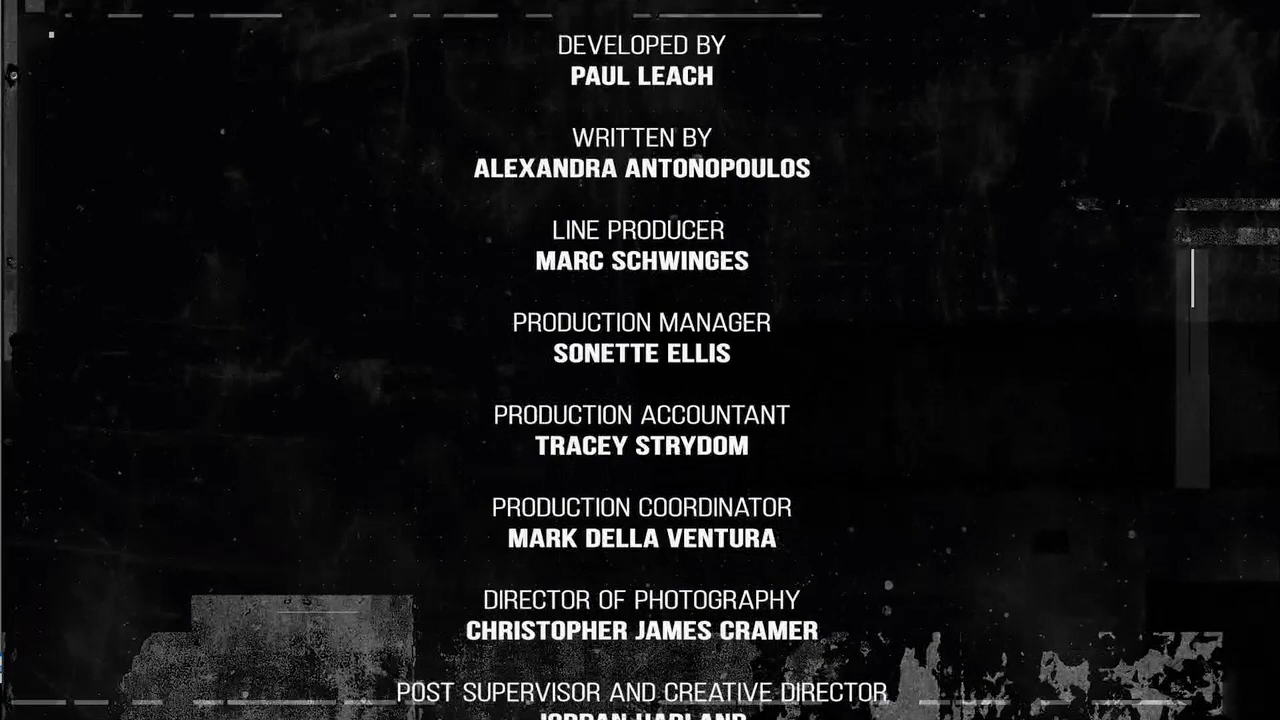 DEVELOPED BY
PAUL LEACH
WRITTEN BY
ALEXANDRA ANTONOPOULOS
LINE PRODUCER
MARC SCHWINGES
PRODUCTION MANAGER
SONETTE ELLIS
PRODUCTION ACCOUNTANT
TRACEY STRYDOM
PRODUCTION COORDINATOR
MARK DELLA VENTURA
DIRECTOR OF PHOTOGRAPHY
CHRISTOPHER JAMES CRAMER
POST SUPERVISOR AND CREATIVE DIRECTOR